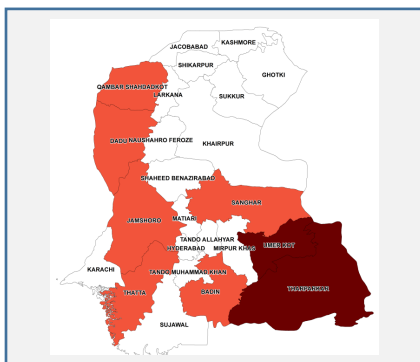 KASHMORE
JACOBABAD
SHIKARPUR
GHOTKI
QAMBAR SHAHDADKOT
LARKANA
SUKKUR
DADU
NAUSHAHRO FEROZE
KHAIRPUR
SHAHEED BENAZIRABAD
SANGHAR
JAMSHORO
MATIARI
TANDO ALLAHYAR
HYDERABAD
MIRPUR KHAS
UMER KOT
KARACHI
TANDO MUHAMMAD KHAN
THARPARKAR
THATTA
BADIN
SUJAWAL